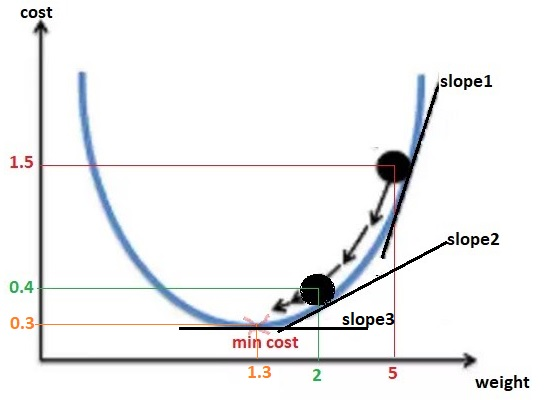 cost
slope1
1.5
slope2
0.4
0.3
slope3
min cost
1.3
2
5
weight